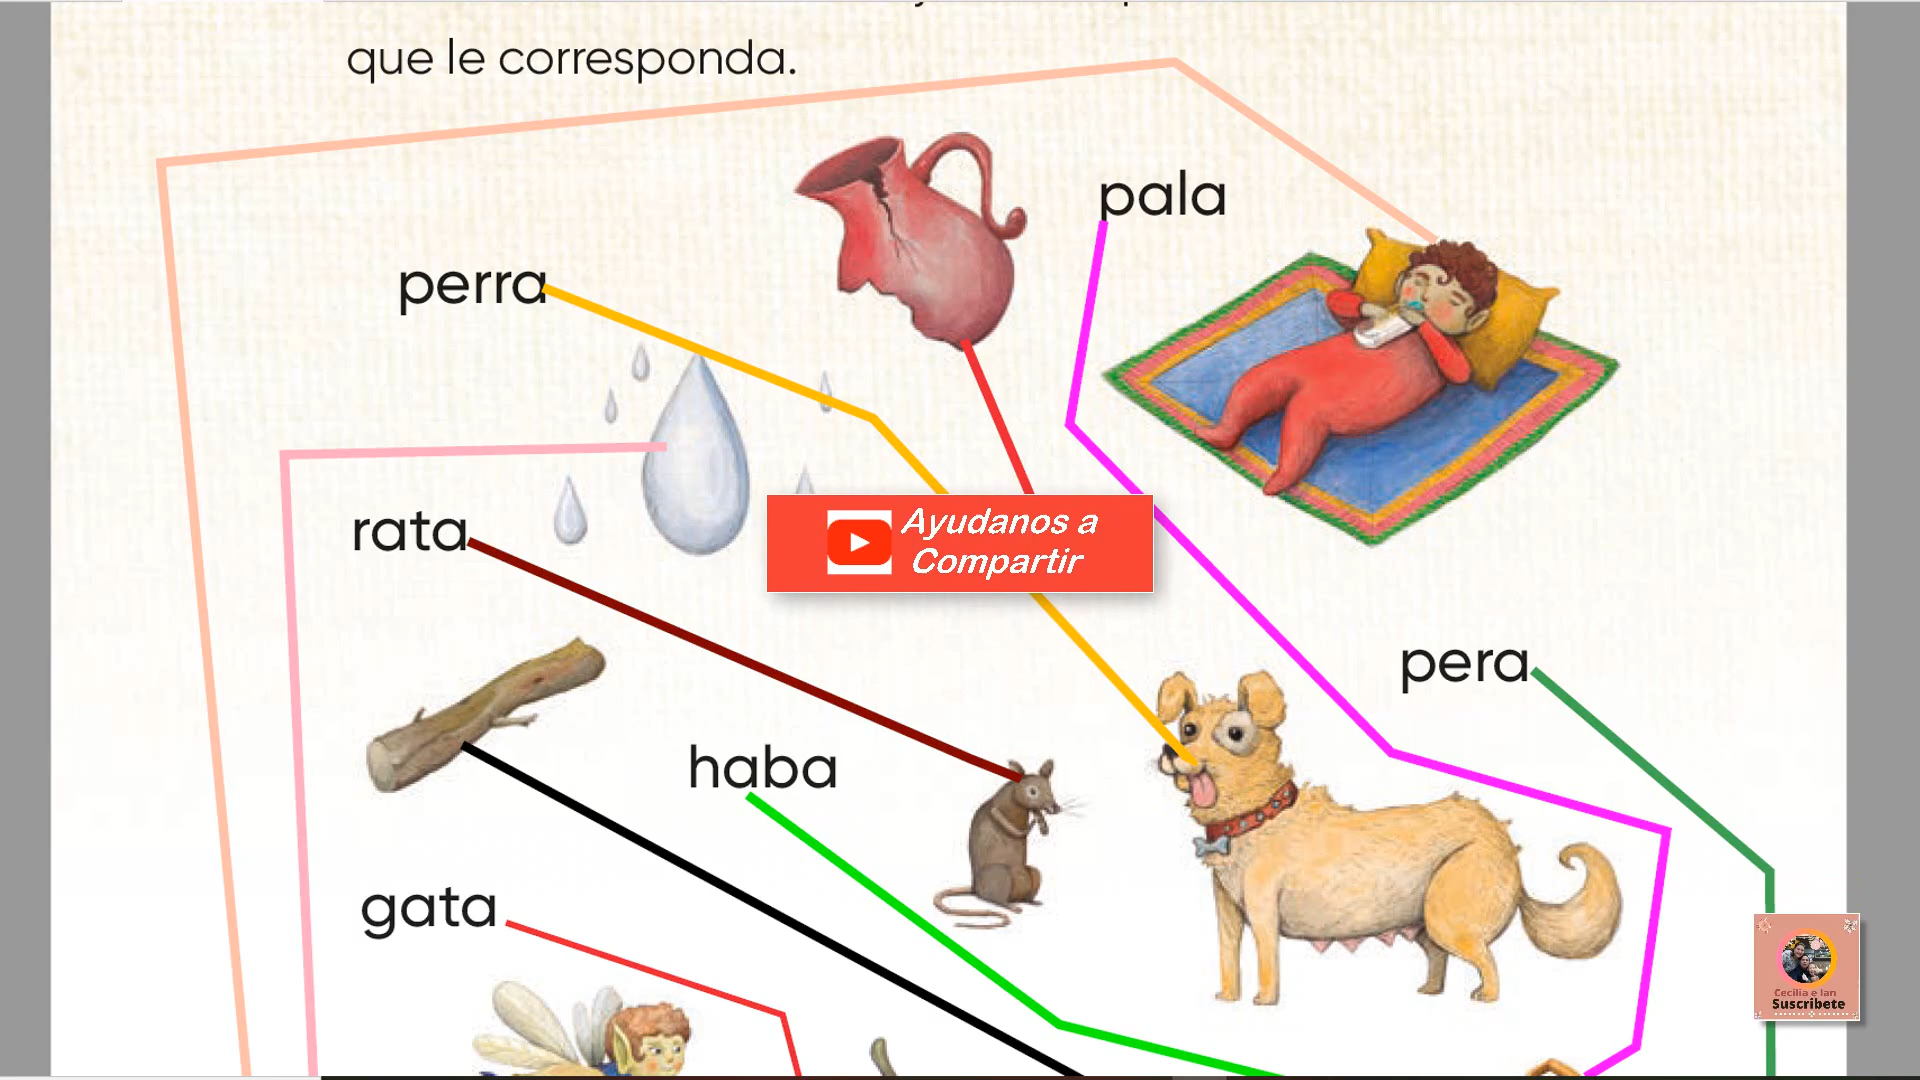 que le corresponda.
pala
perra
Ayudanos a
Compartir
rata
pera
haba
gata
Cecilia e Ian
Suscríbete